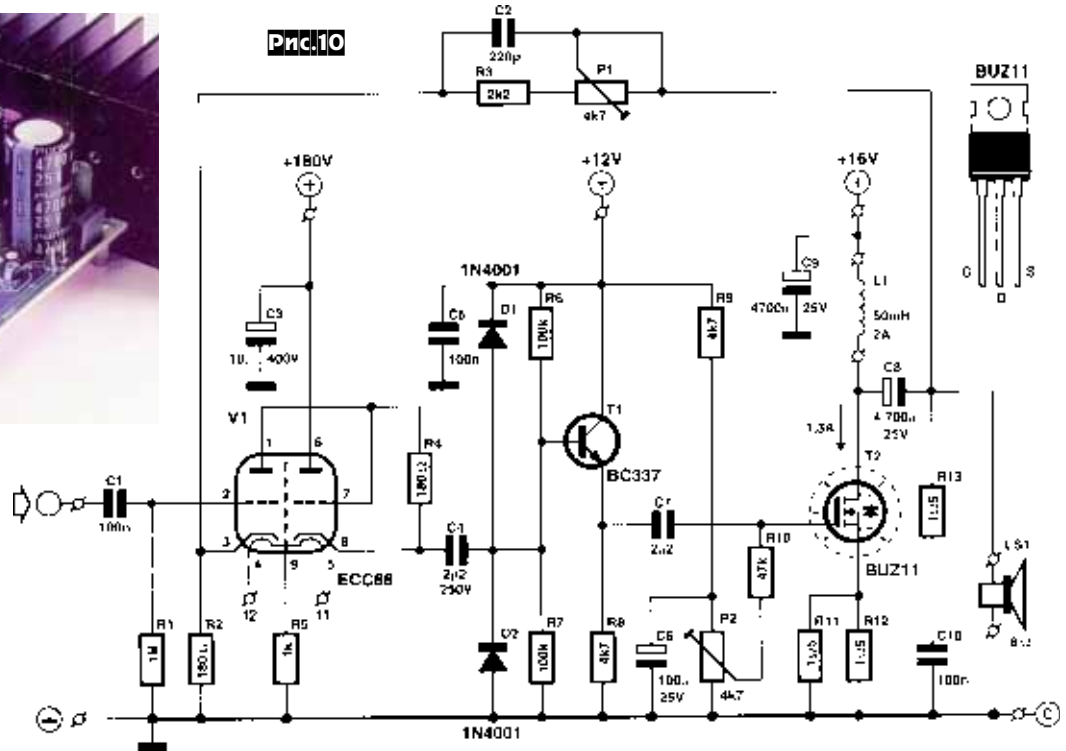 Рис.10
C2
220p
R3
2k2
P1
4k7
BUZ11
+180V
+12V
+16V
1N4001
C3
400V
C5
100n
D1
R6
100k
R9
4k7
C9
25V
G
D
S
L1
50mH
2A
C8
25V
V1
1
6
2
7
3
8
4
9
5
ECC88
R4
180Ω
T1
BC337
1,3A
T2
BUZ11
R13
C1
100n
12
11
C4
2µ2
250V
2µ2
R10
47k
LS1
R1
1M
R2
R5
1k
D2
R7
100k
R8
4k7
C6
25V
P2
4k7
R11
R12
C10
100n
1N4001
C